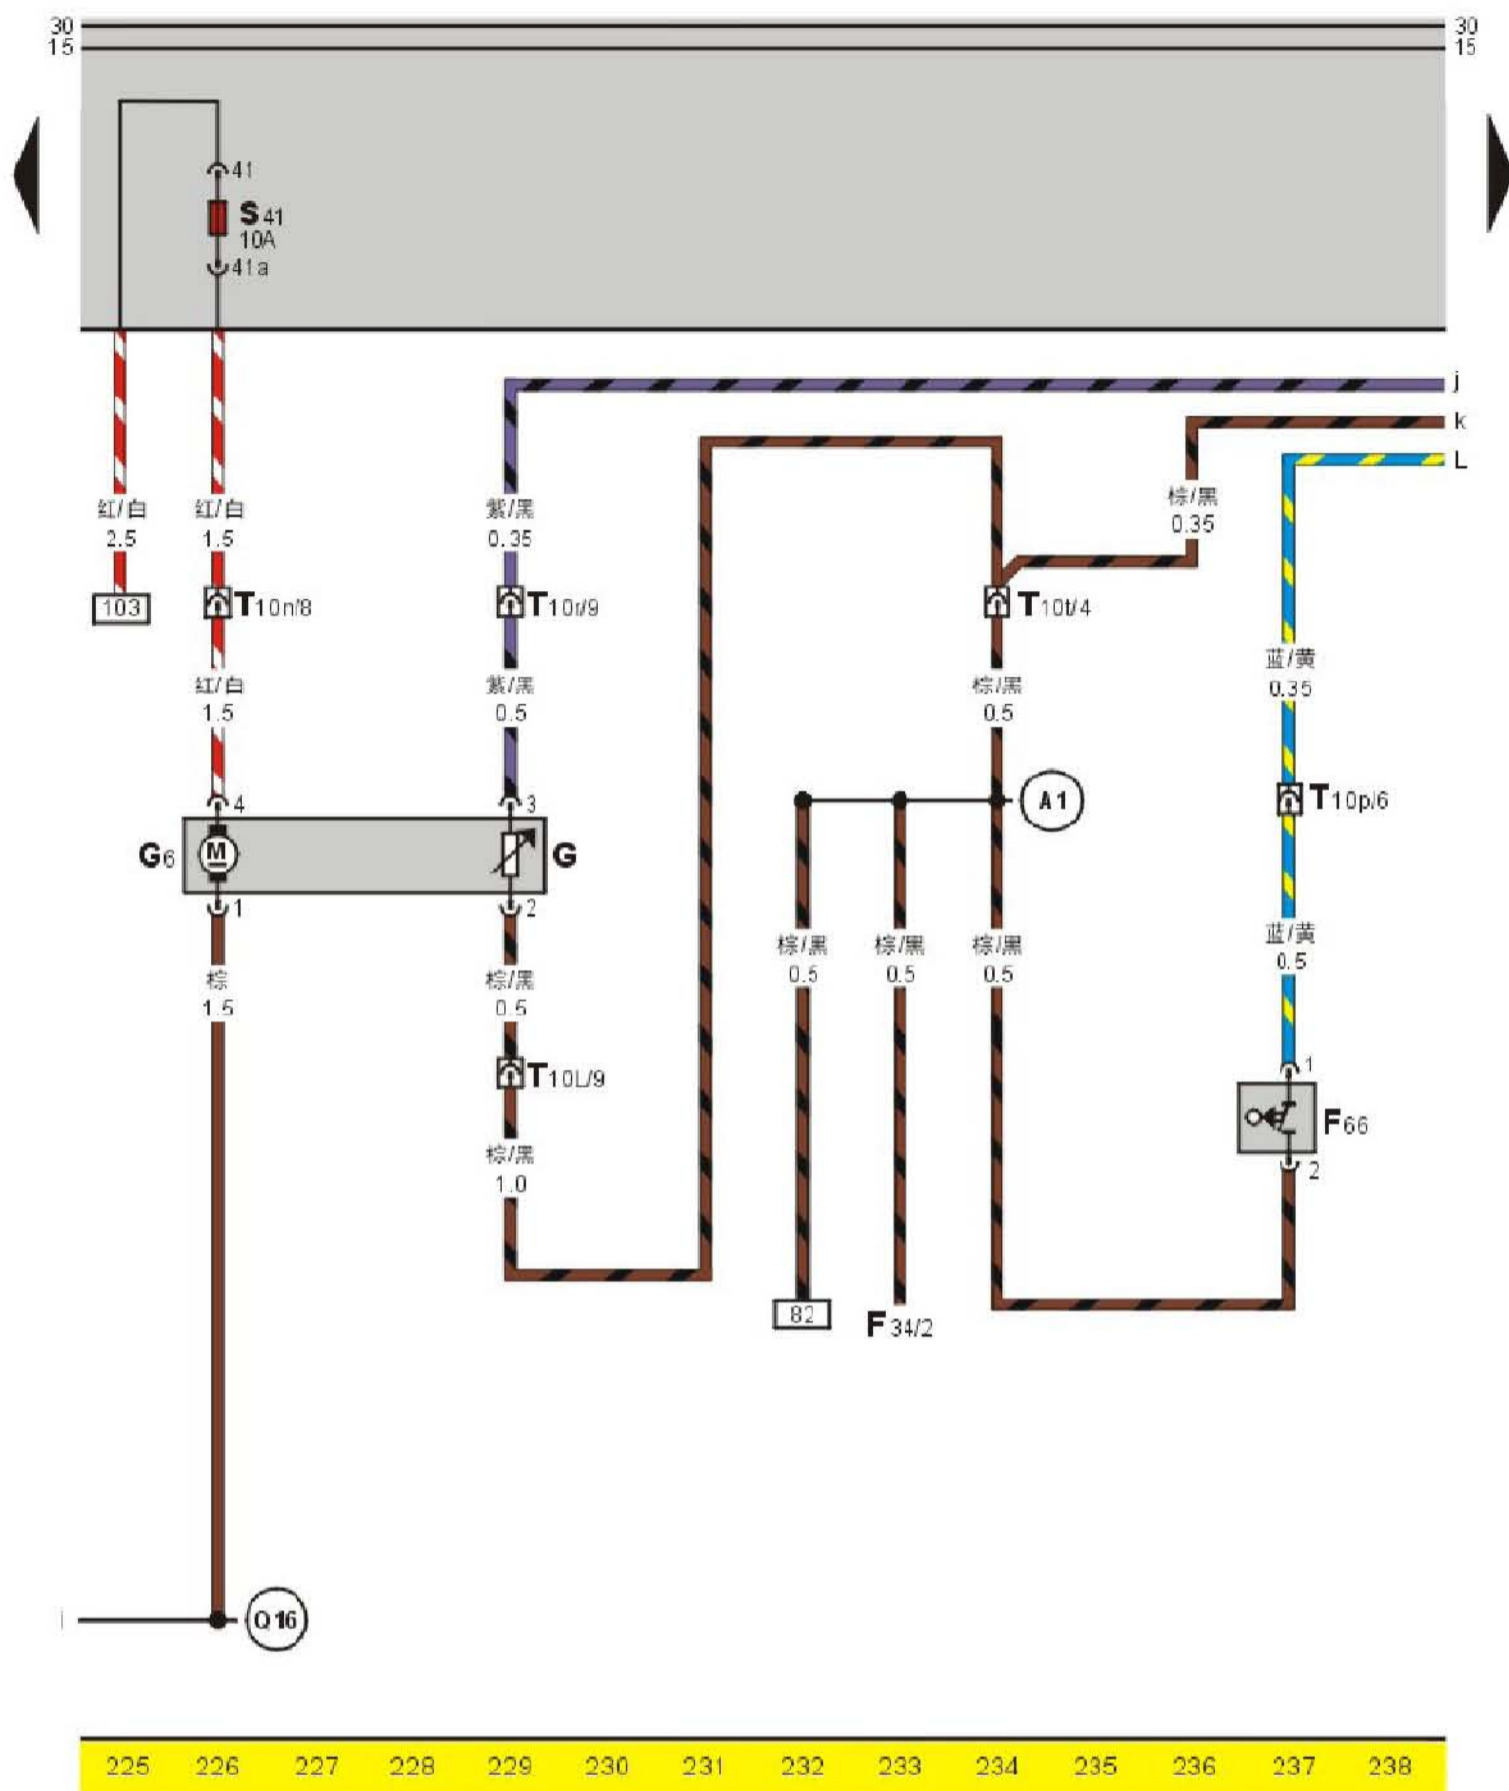 30 30
15 15
41
S 41
10A
41a
j
k
L
红/白 2.5
红/白 1.5
紫/黑 0.35
棕/黑 0.35
103
T10n/8
T10r/9
T10t/4
红/白 1.5
紫/黑 0.5
棕/黑 0.5
蓝/黄 0.35
4
3
A1
T10p/6
G6
M
G
1
2
棕/黑 0.5
棕/黑 0.5
棕/黑 0.5
蓝/黄 0.5
棕 1.5
棕/黑 0.5
T10L/9
1
F66
2
棕/黑 1.0
82
F34/2
i
Q16
225 226 227 228 229 230 231 232 233 234 235 236 237 238